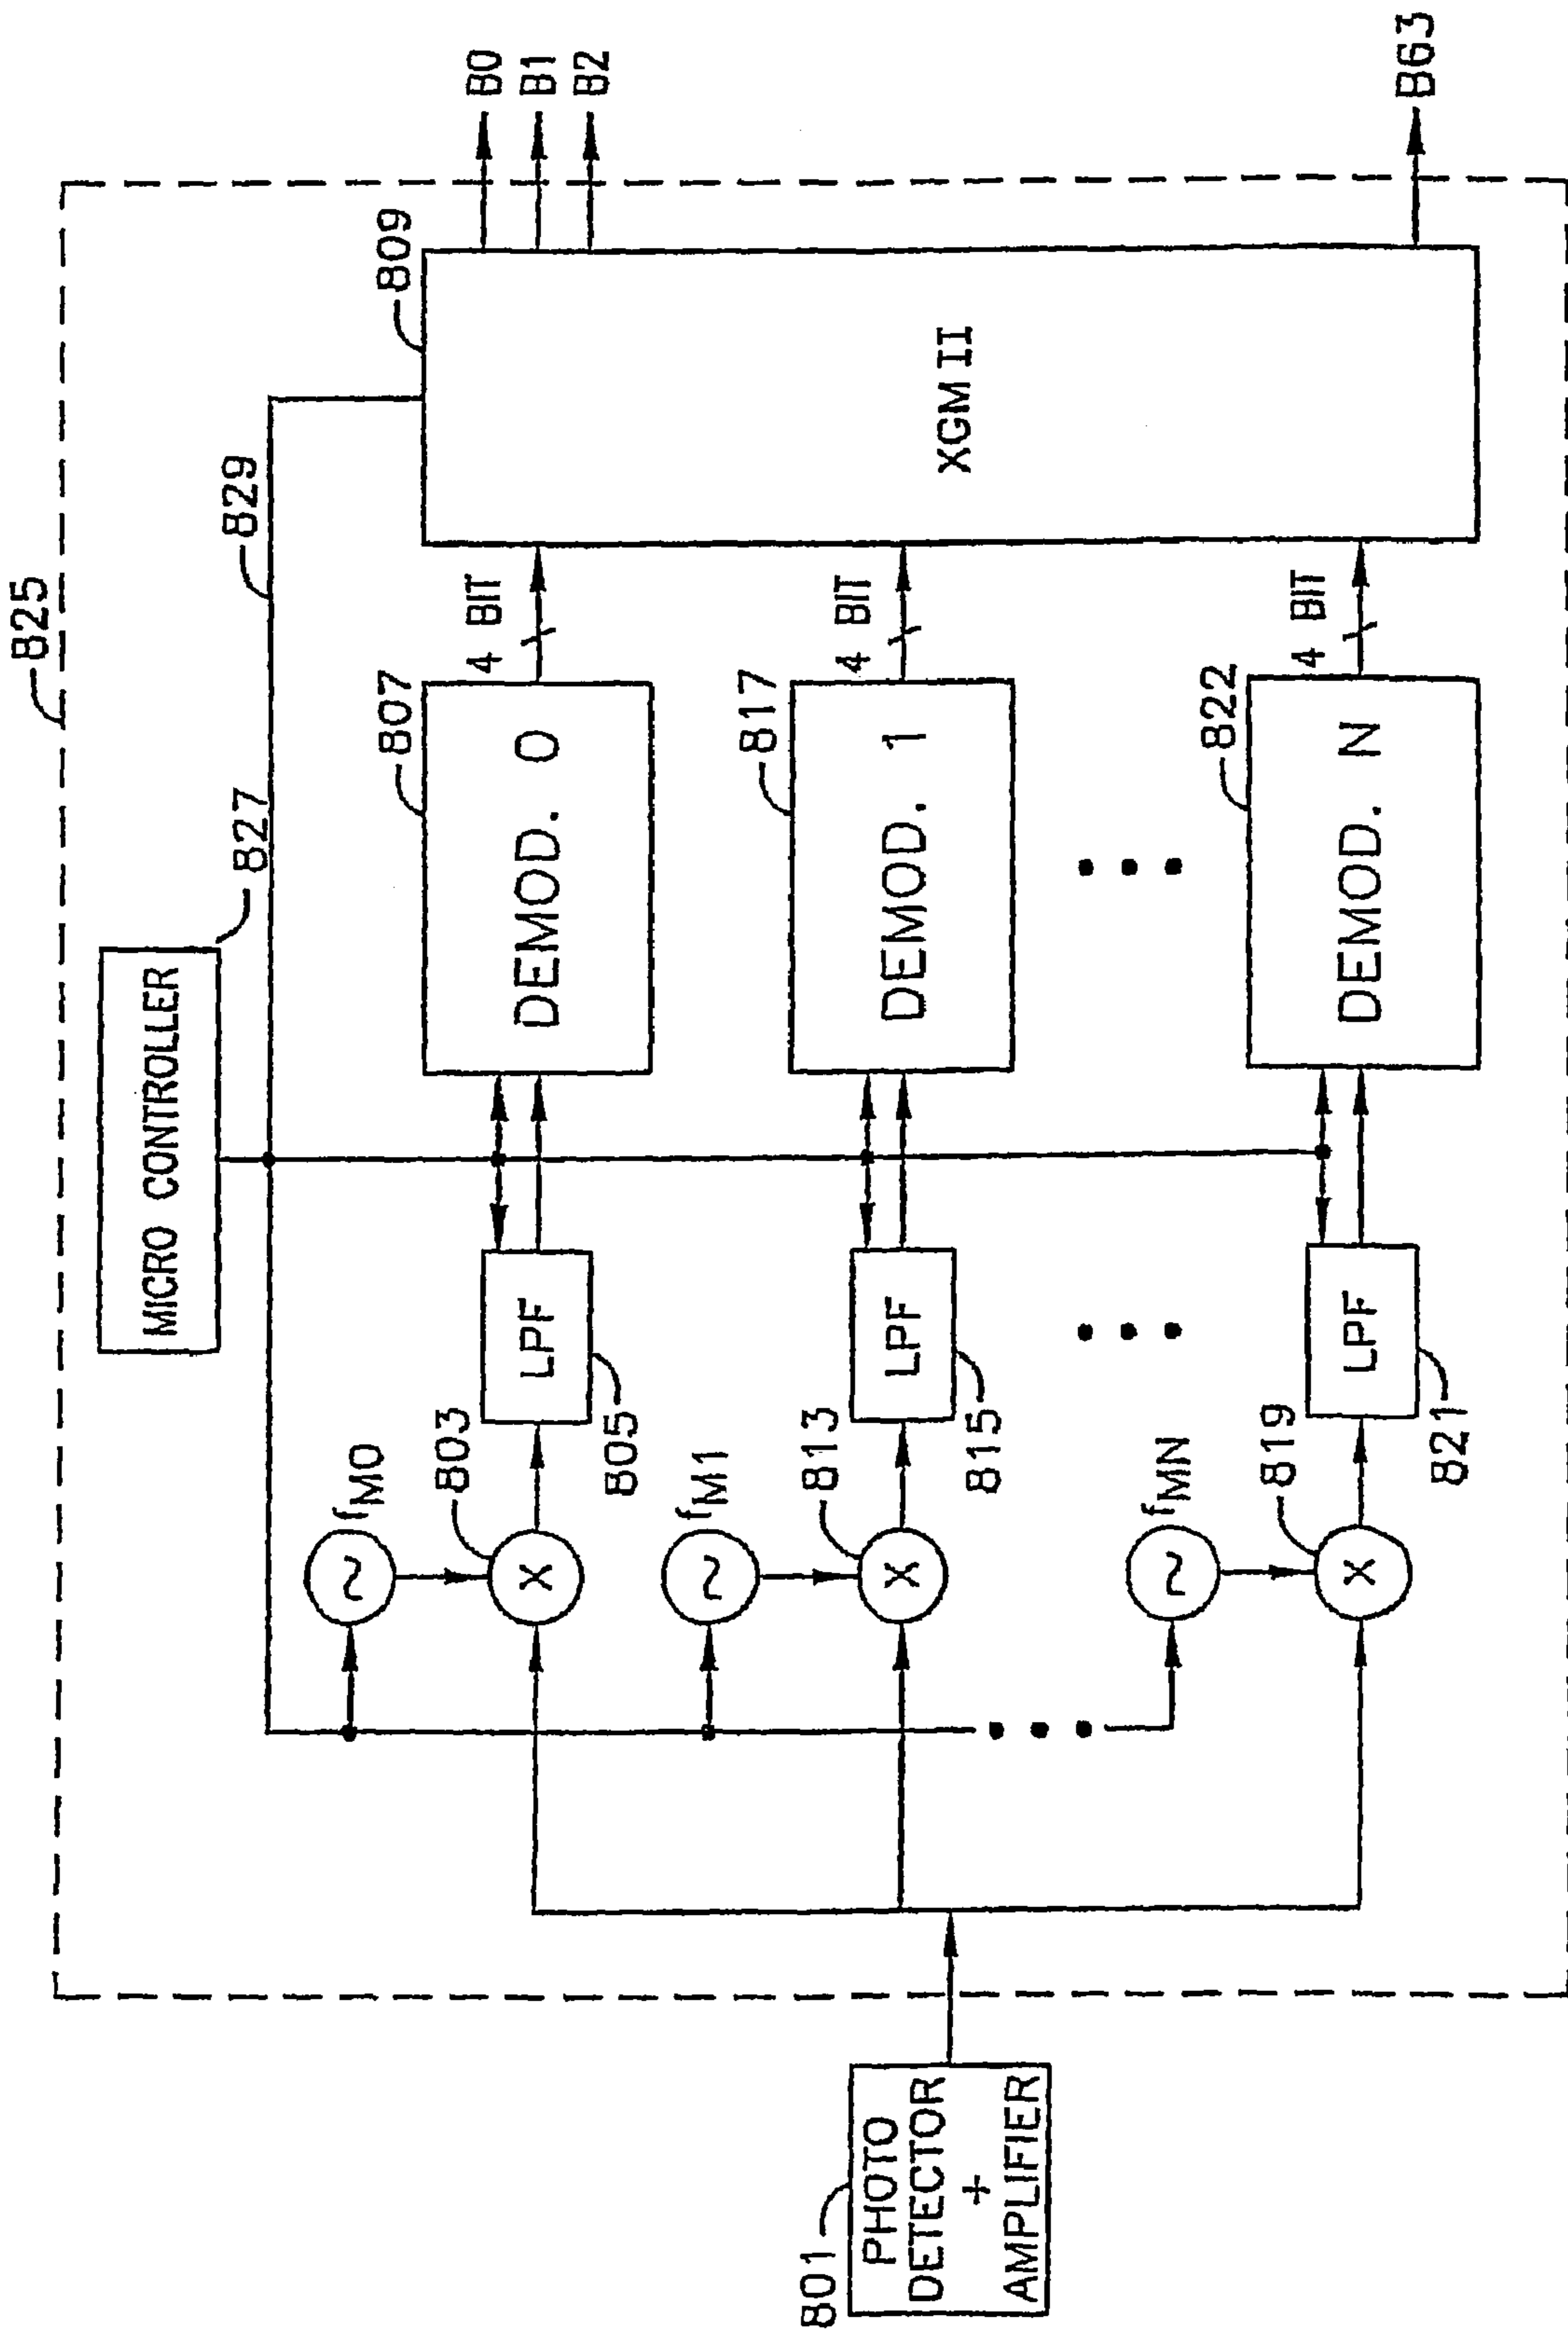 825
MICRO CONTROLLER
827
829
809
B0
B1
B2
B63
fM0
803
LPF
805
DEMOD. 0
807
4 BIT
XGM II
fM1
813
LPF
815
DEMOD. 1
817
4 BIT
fMN
819
LPF
821
DEMOD. N
822
4 BIT
801
PHOTO
DETECTOR
+
AMPLIFIER
~
X
~
X
~
X